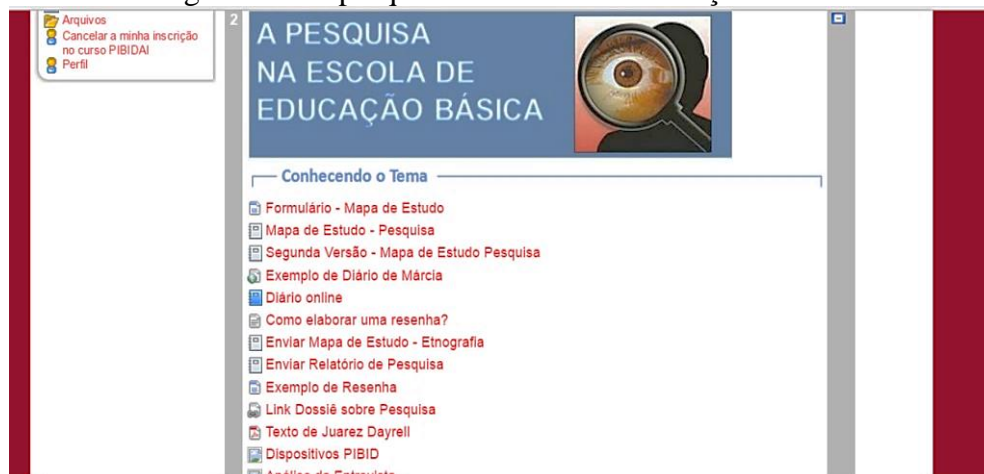 Arquivos
Cancelar a minha inscrição
no curso PIBIDAI
Perfil
2
A PESQUISA
NA ESCOLA DE
EDUCAÇÃO BÁSICA
Conhecendo o Tema
Formulário - Mapa de Estudo
Mapa de Estudo - Pesquisa
Segunda Versão - Mapa de Estudo Pesquisa
Exemplo de Diário de Márcia
Diário online
Como elaborar uma resenha?
Enviar Mapa de Estudo - Etnografia
Enviar Relatório de Pesquisa
Exemplo de Resenha
Link Dossiê sobre Pesquisa
Texto de Juarez Dayrell
Dispositivos PIBID
Análise da Entrevista